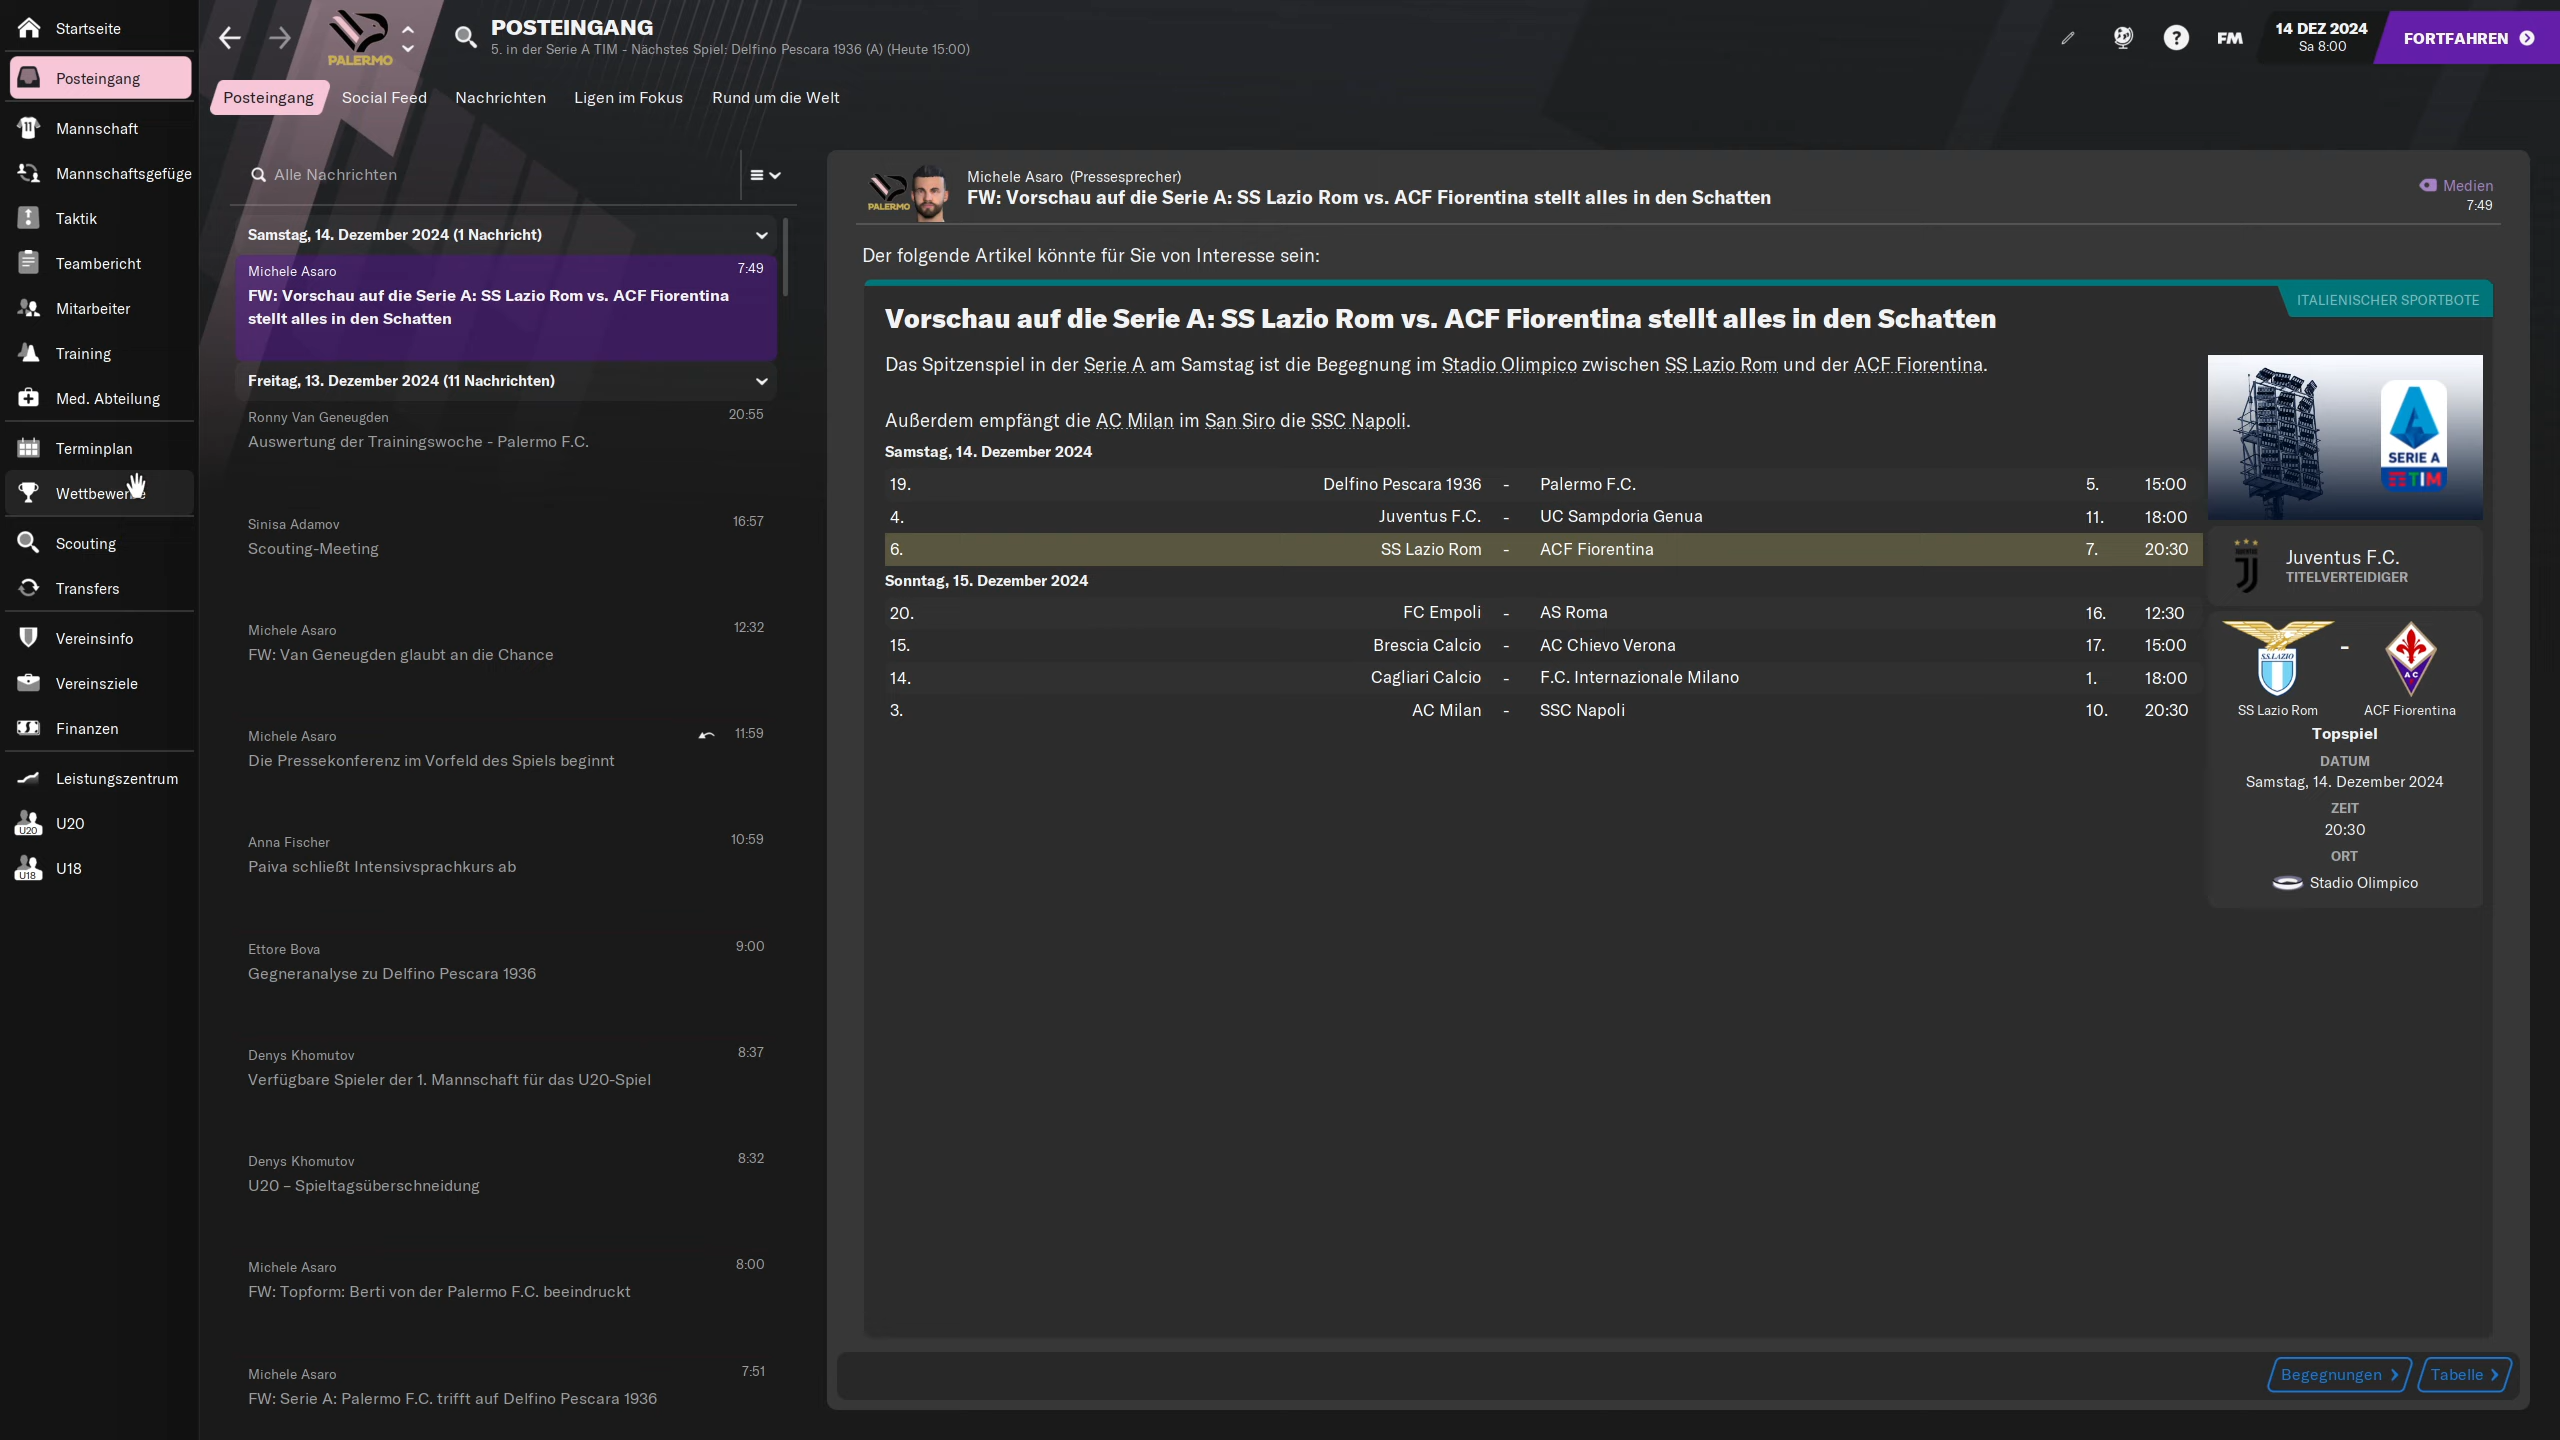 Startseite
Posteingang
Mannschaft
Mannschaftsgefüge
Taktik
Teambericht
Mitarbeiter
Training
Med. Abteilung
Terminplan
Scouting
Transfers
Vereinsinfo
Vereinsziele
Finanzen
Leistungszentrum
U20
U20
U18
U18
PALERMO
POSTEINGANG
5. in der Serie A TIM - Nächstes Spiel: Delfino Pescara 1936 (A) (Heute 15:00)
?
FM
14 DEZ 2024
Sa 8:00
FORTFAHREN
Posteingang Social Feed Nachrichten Ligen im Fokus Rund um die Welt
Alle Nachrichten
Samstag, 14. Dezember 2024 (1 Nachricht)
Michele Asaro 7:49
FW: Vorschau auf die Serie A: SS Lazio Rom vs. ACF Fiorentina
stellt alles in den Schatten
Freitag, 13. Dezember 2024 (11 Nachrichten)
Ronny Van Geneugden 20:55
Auswertung der Trainingswoche - Palermo F.C.
Sinisa Adamov 16:57
Scouting-Meeting
Michele Asaro 12:32
FW: Van Geneugden glaubt an die Chance
Michele Asaro 11:59
Die Pressekonferenz im Vorfeld des Spiels beginnt
Anna Fischer 10:59
Paiva schließt Intensivsprachkurs ab
Ettore Bova 9:00
Gegneranalyse zu Delfino Pescara 1936
Denys Khomutov 8:37
Verfügbare Spieler der 1. Mannschaft für das U20-Spiel
Denys Khomutov 8:32
U20 – Spieltagsüberschneidung
Michele Asaro 8:00
FW: Topform: Berti von der Palermo F.C. beeindruckt
Michele Asaro 7:51
FW: Serie A: Palermo F.C. trifft auf Delfino Pescara 1936
PALERMO
Michele Asaro (Pressesprecher)
FW: Vorschau auf die Serie A: SS Lazio Rom vs. ACF Fiorentina stellt alles in den Schatten
Medien
7:49
Der folgende Artikel könnte für Sie von Interesse sein:
ITALIENISCHER SPORTBOTE
Vorschau auf die Serie A: SS Lazio Rom vs. ACF Fiorentina stellt alles in den Schatten
Das Spitzenspiel in der Serie A am Samstag ist die Begegnung im Stadio Olimpico zwischen SS Lazio Rom und der ACF Fiorentina.
Außerdem empfängt die AC Milan im San Siro die SSC Napoli.
Samstag, 14. Dezember 2024
19. Delfino Pescara 1936 - Palermo F.C. 5. 15:00
4. Juventus F.C. - UC Sampdoria Genua 11. 18:00
6. SS Lazio Rom - ACF Fiorentina 7. 20:30
Sonntag, 15. Dezember 2024
20. FC Empoli - AS Roma 16. 12:30
15. Brescia Calcio - AC Chievo Verona 17. 15:00
14. Cagliari Calcio - F.C. Internazionale Milano 1. 18:00
3. AC Milan - SSC Napoli 10. 20:30
SERIE A
TIM
Juventus F.C.
TITELVERTEIDIGER
S.S.LAZIO
-
A C
SS Lazio Rom ACF Fiorentina
Topspiel
DATUM
Samstag, 14. Dezember 2024
ZEIT
20:30
ORT
Stadio Olimpico
Begegnungen
Tabelle